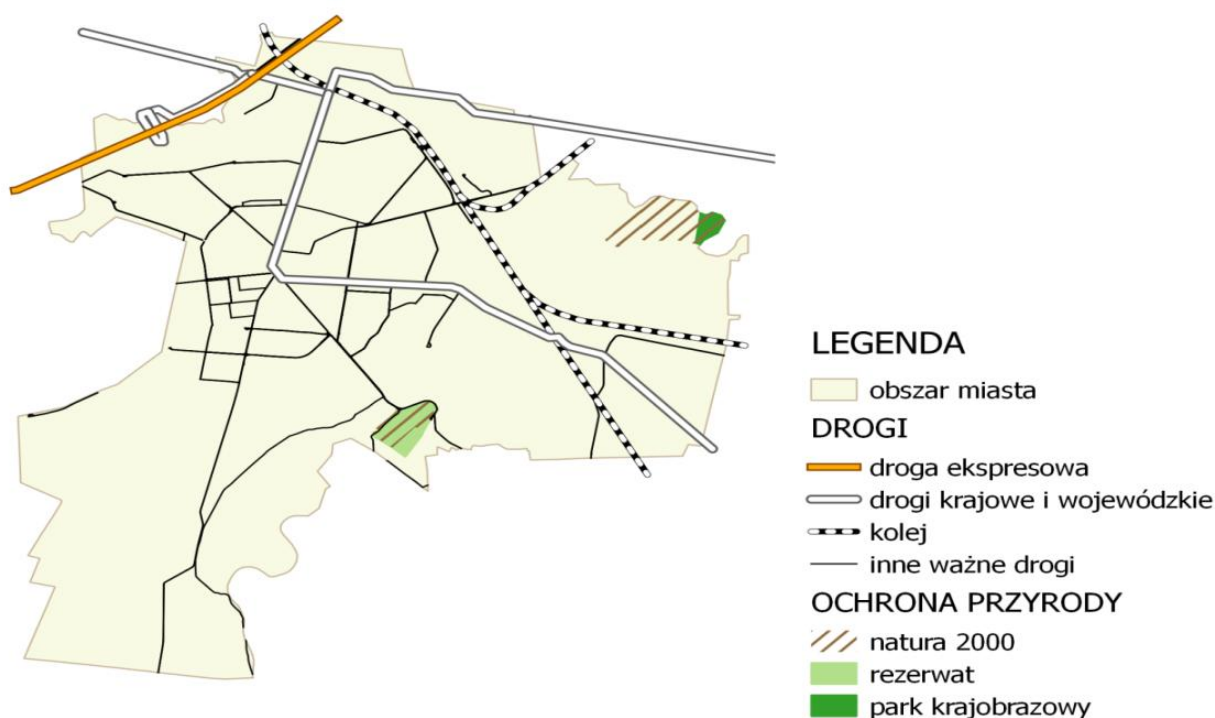 LEGENDA
obszar miasta
DROGI
droga ekspresowa
drogi krajowe i wojewódzkie
kolej
inne ważne drogi
OCHRONA PRZYRODY
natura 2000
rezerwat
park krajobrazowy